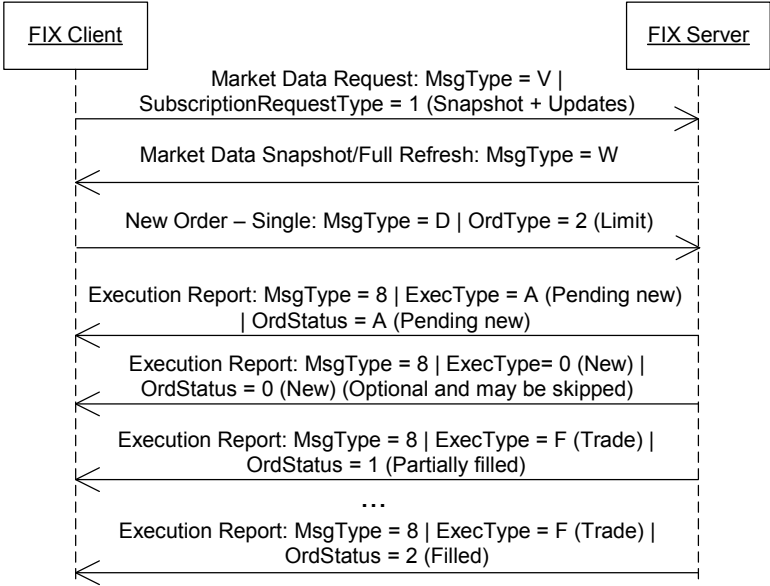 FIX Client
FIX Server
Market Data Request: MsgType = V |
SubscriptionRequestType = 1 (Snapshot + Updates)
Market Data Snapshot/Full Refresh: MsgType = W
New Order – Single: MsgType = D | OrdType = 2 (Limit)
Execution Report: MsgType = 8 | ExecType = A (Pending new)
| OrdStatus = A (Pending new)
Execution Report: MsgType = 8 | ExecType= 0 (New) |
OrdStatus = 0 (New) (Optional and may be skipped)
Execution Report: MsgType = 8 | ExecType = F (Trade) |
OrdStatus = 1 (Partially filled)
...
Execution Report: MsgType = 8 | ExecType = F (Trade) |
OrdStatus = 2 (Filled)